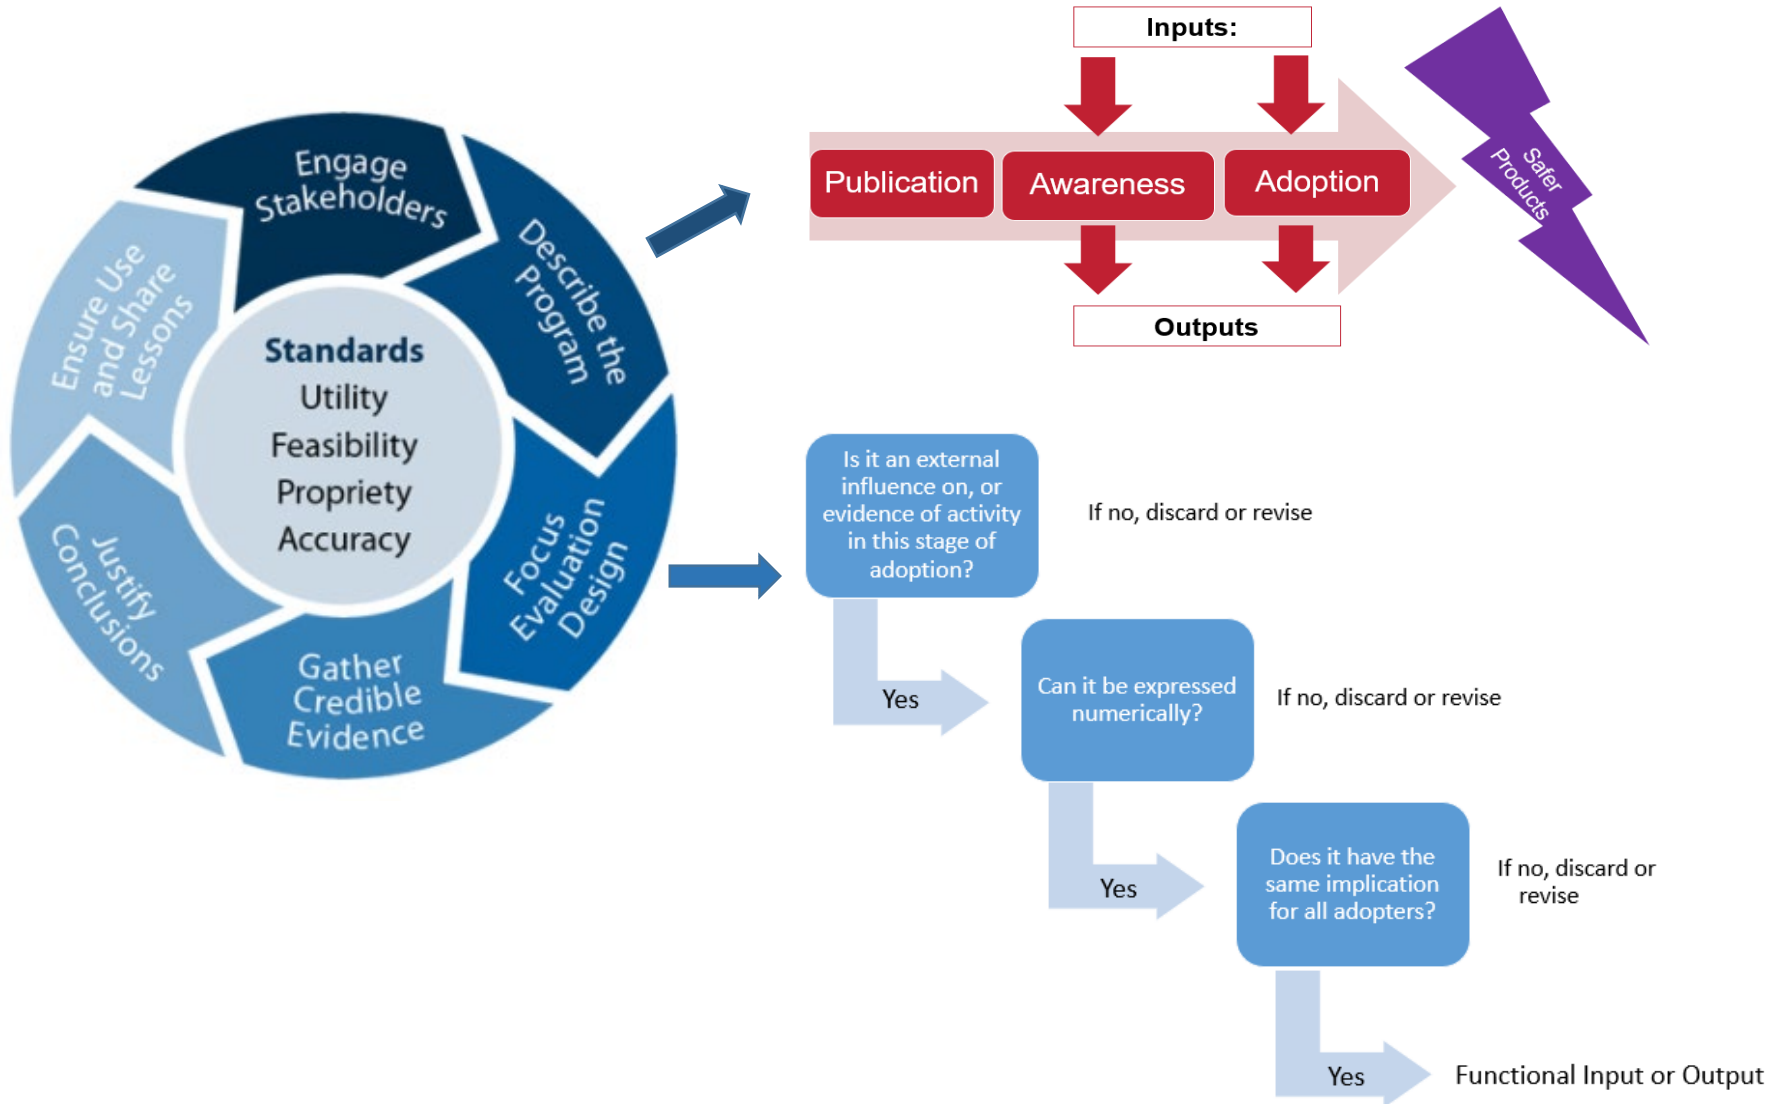 Engage
Stakeholders
Describe the
Program
Focus
Evaluation
Design
Gather
Credible
Evidence
Justify
Conclusions
Ensure Use
and Share
Lessons
Standards
Utility
Feasibility
Propriety
Accuracy
Inputs:
Publication
Awareness
Adoption
Outputs
Safer
Products
Is it an external
influence on, or
evidence of activity
in this stage of
adoption?
If no, discard or revise
Yes
Can it be expressed
numerically?
If no, discard or revise
Yes
Does it have the
same implication
for all adopters?
If no, discard or
revise
Yes
Functional Input or Output